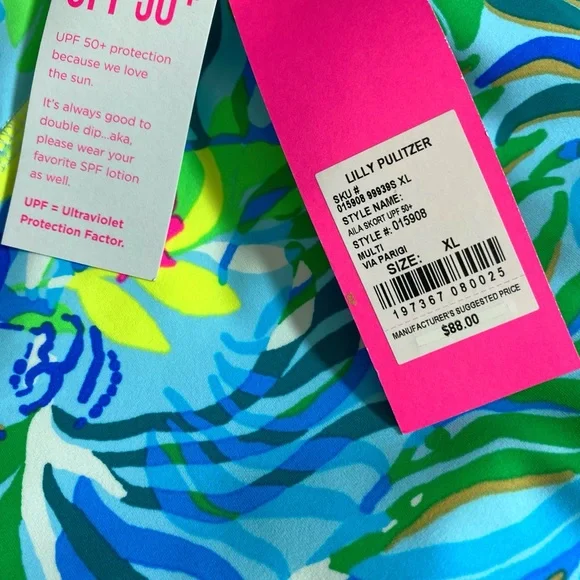 UPF 50+
UPF 50+ protection
because we love
the sun.
It's always good to
double dip...aka,
please wear your
favorite SPF lotion
as well.
UPF = Ultraviolet
Protection Factor.
LILLY PULITZER
SKU #
015908 99939S XL
STYLE NAME:
AILA SKORT UPF 50+
STYLE #: 015908
MULTI
VIA PARIGI
SIZE: XL
197367 080025
MANUFACTURER'S SUGGESTED PRICE
$88.00